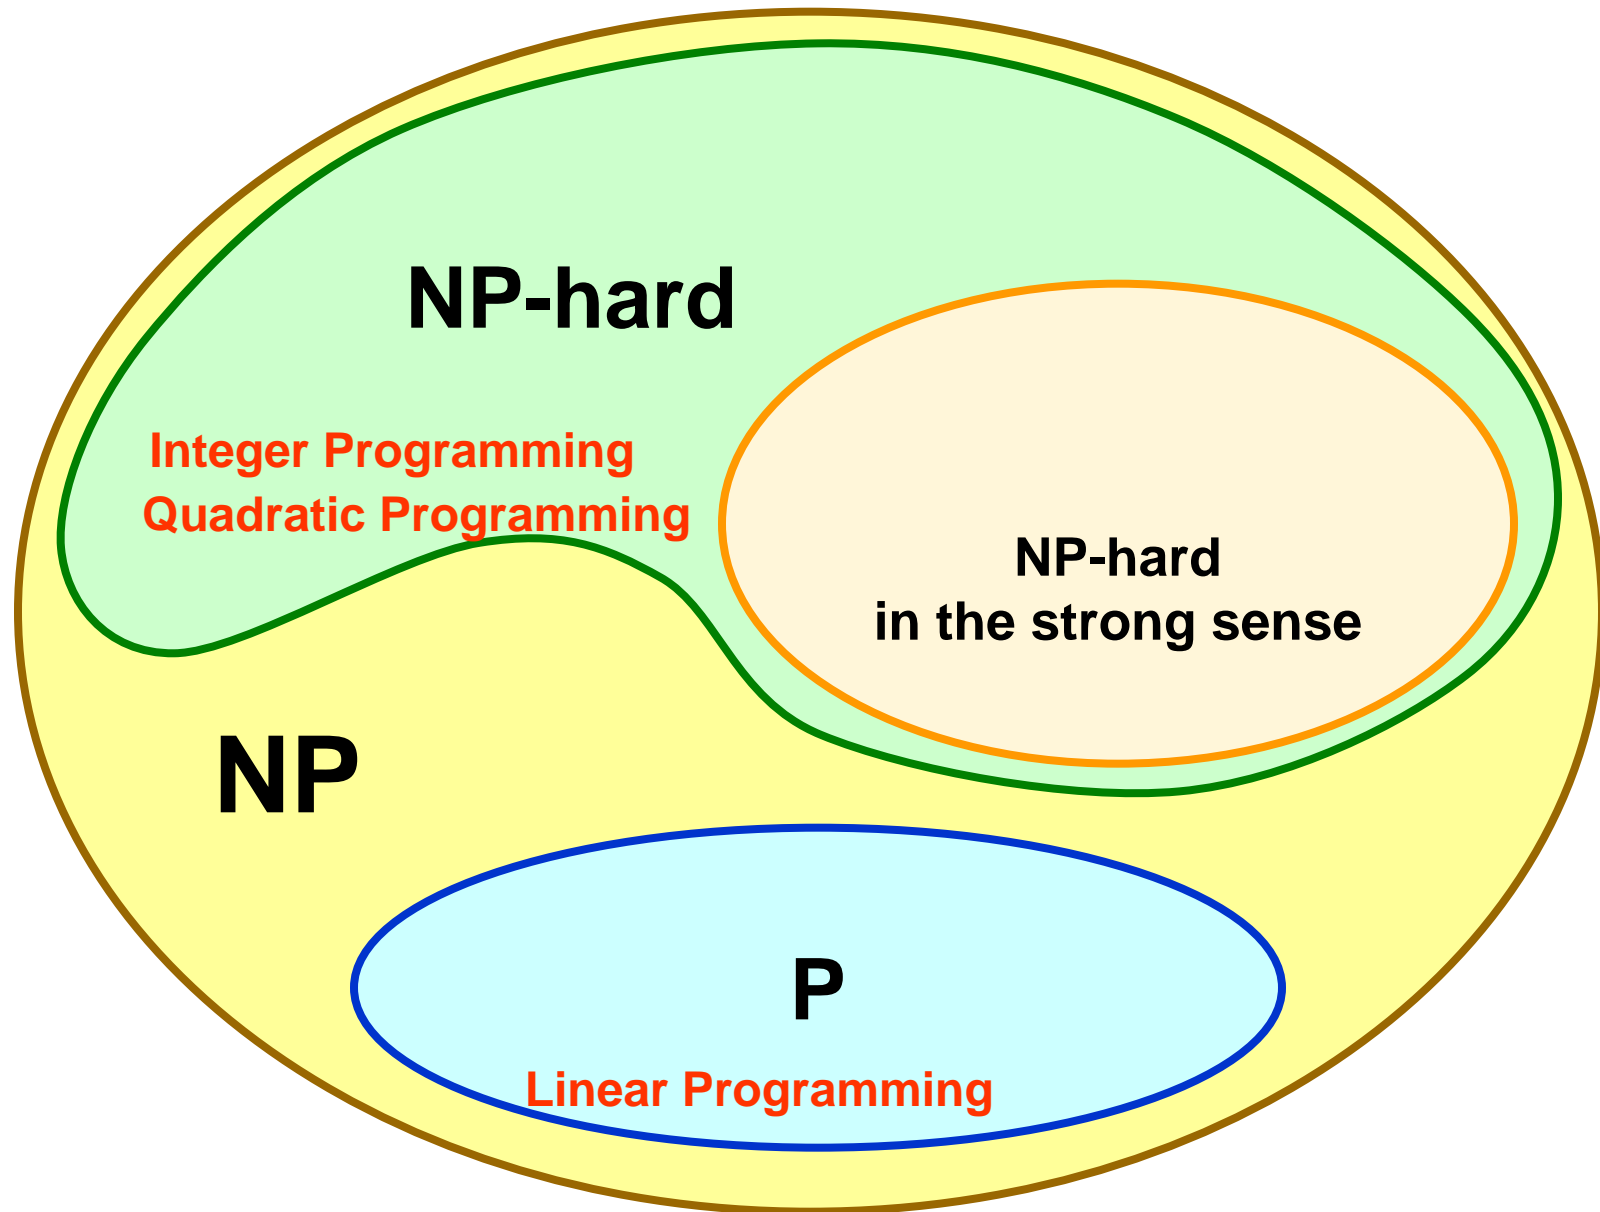 NP-hard
Integer Programming
Quadratic Programming
NP-hard
in the strong sense
NP
P
Linear Programming